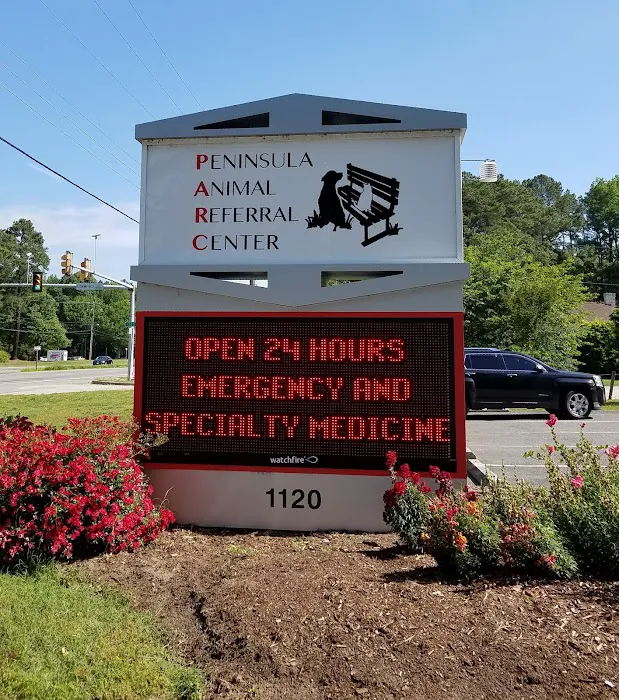 PENINSULA
ANIMAL
REFERRAL
CENTER
OPEN 24 HOURS
EMERGENCY AND
SPECIALTY MEDICINE
watchfire
1120